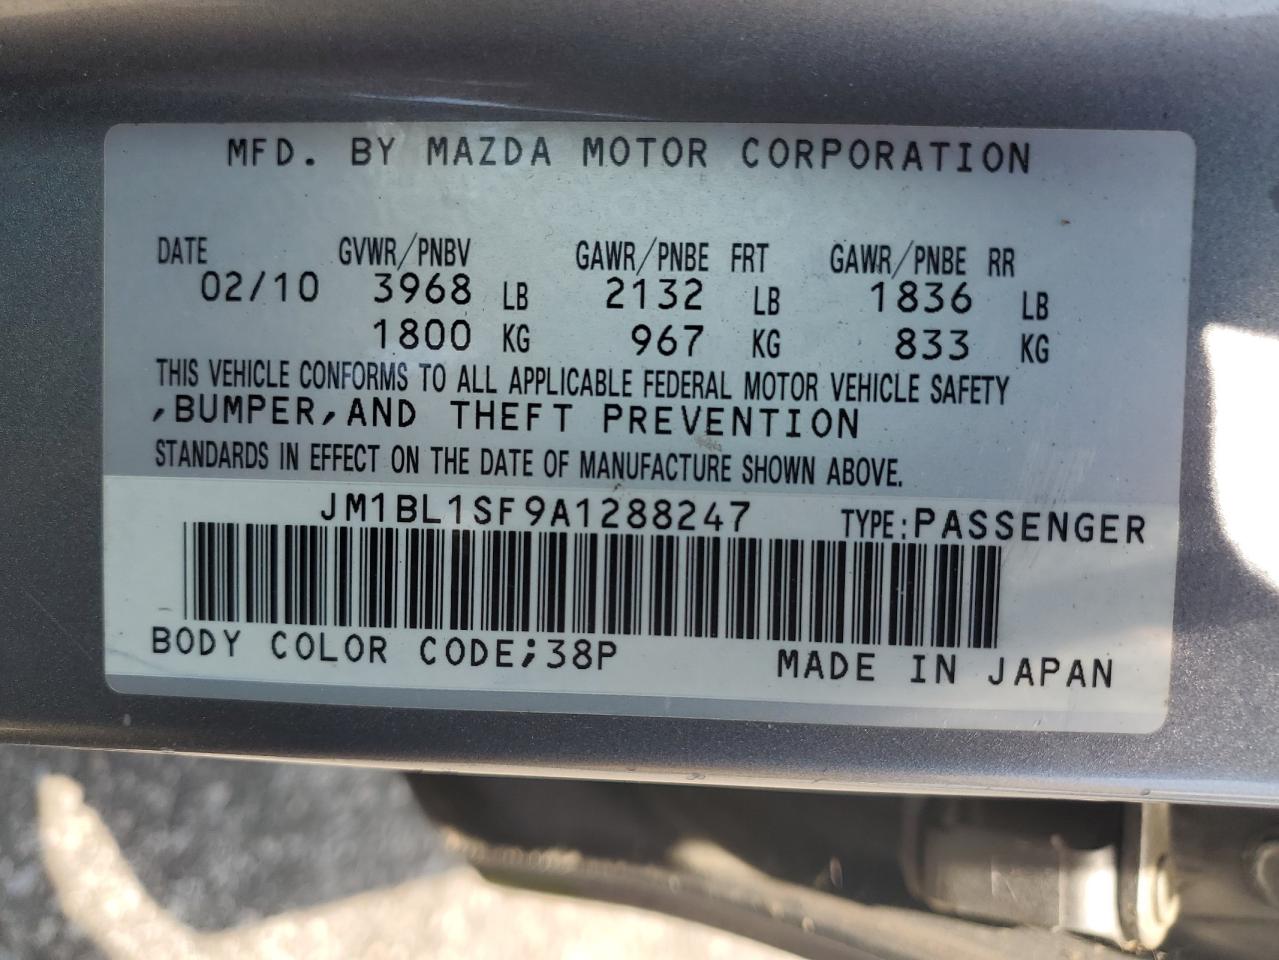 MFD. BY MAZDA MOTOR CORPORATION
DATE GVWR/PNBV GAWR/PNBE FRT GAWR/PNBE RR
02/10 3968 LB 2132 LB 1836 LB
1800 KG 967 KG 833 KG
THIS VEHICLE CONFORMS TO ALL APPLICABLE FEDERAL MOTOR VEHICLE SAFETY
,BUMPER,AND THEFT PREVENTION
STANDARDS IN EFFECT ON THE DATE OF MANUFACTURE SHOWN ABOVE.
JM1BL1SF9A1288247 TYPE:PASSENGER
BODY COLOR CODE;38P MADE IN JAPAN